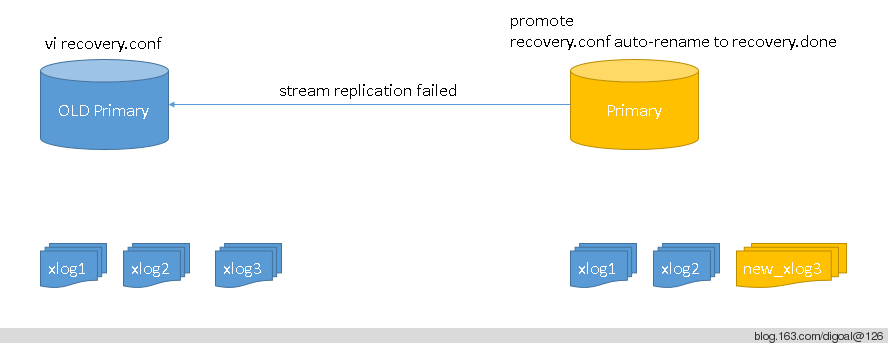 promote
vi recovery.conf
recovery.conf auto-rename to recovery.done
stream replication failed
OLD Primary
Primary
xlog1
xlog2
xlog3
xlog1
xlog2
new_xlog3
blog.163.com/digoal@126